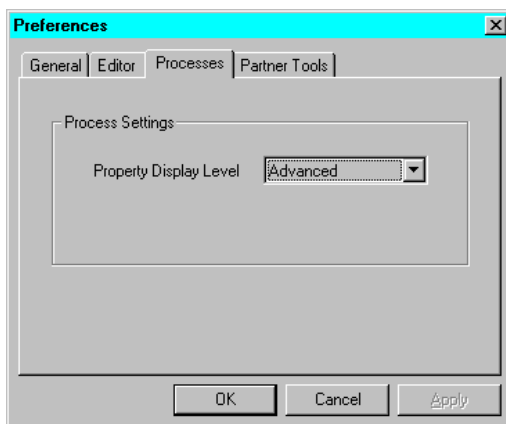 Preferences
General Editor Processes Partner Tools
Process Settings
Property Display Level Advanced
OK Cancel Apply